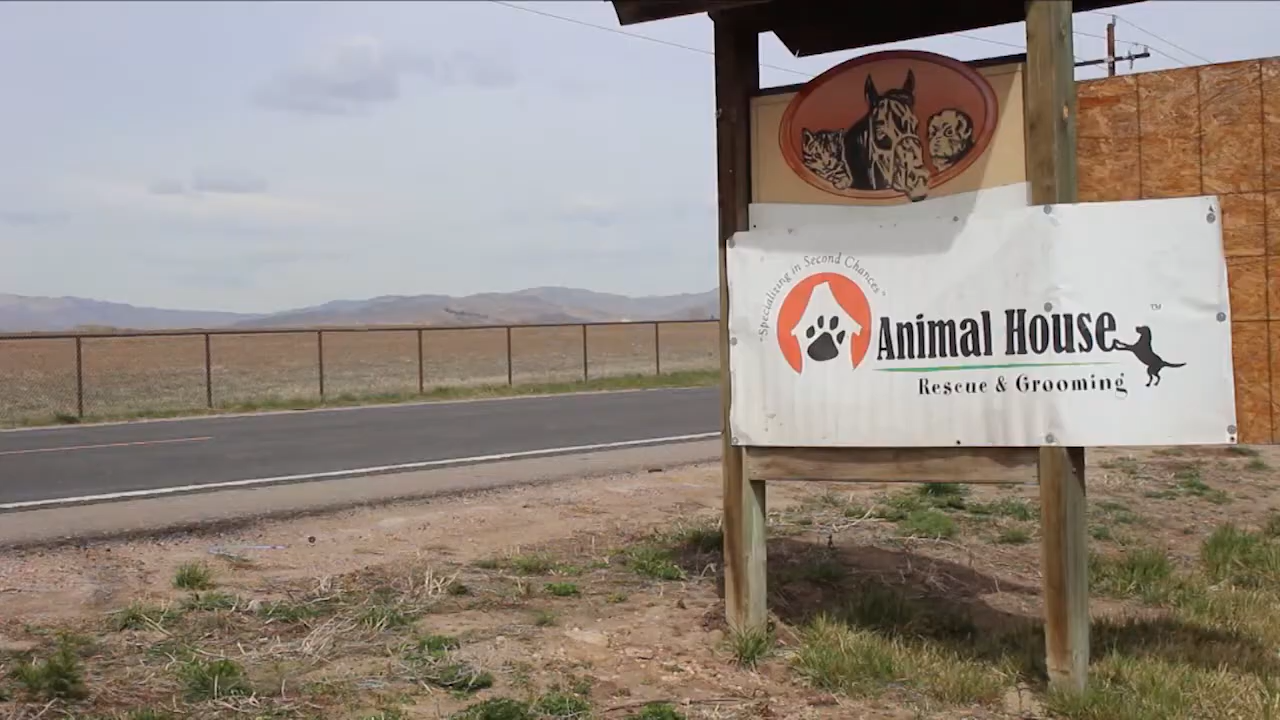 "Specializing in Second Chances"
Animal House™
Rescue & Grooming